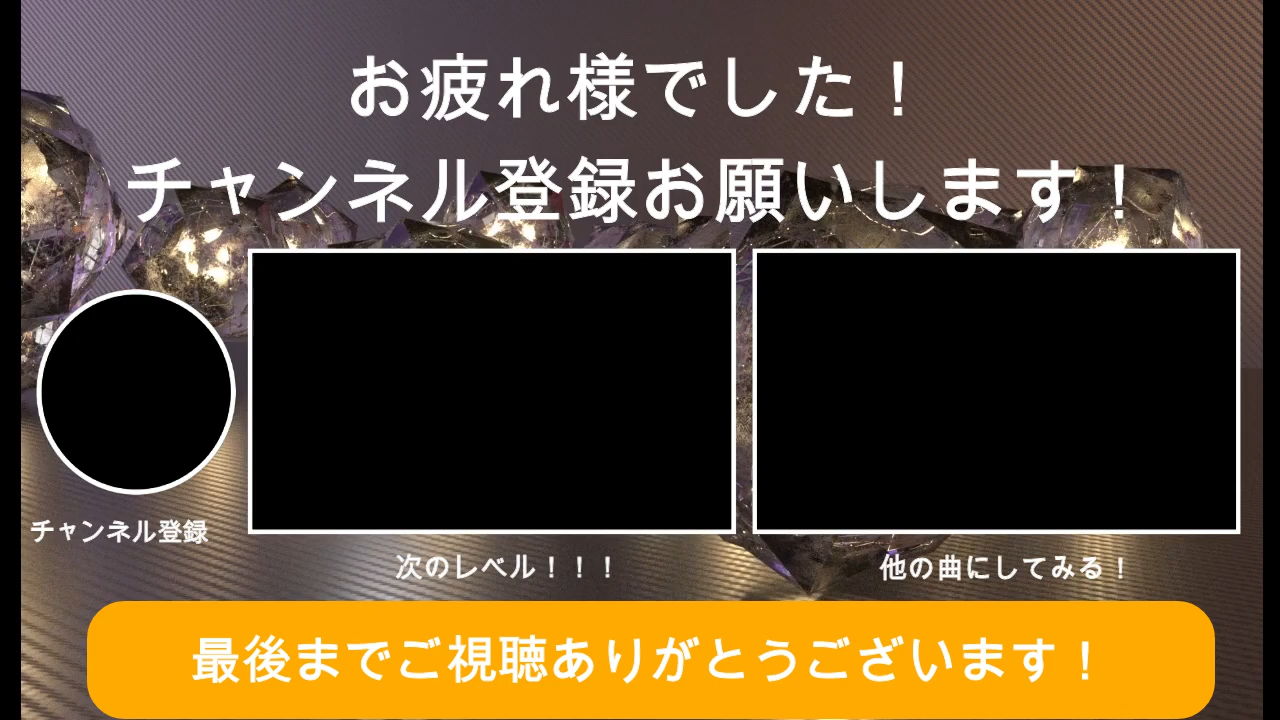 お疲れ様でした！
チャンネル登録お願いします！
チャンネル登録
次のレベル！！！
他の曲にしてみる！
最後までご視聴ありがとうございます！